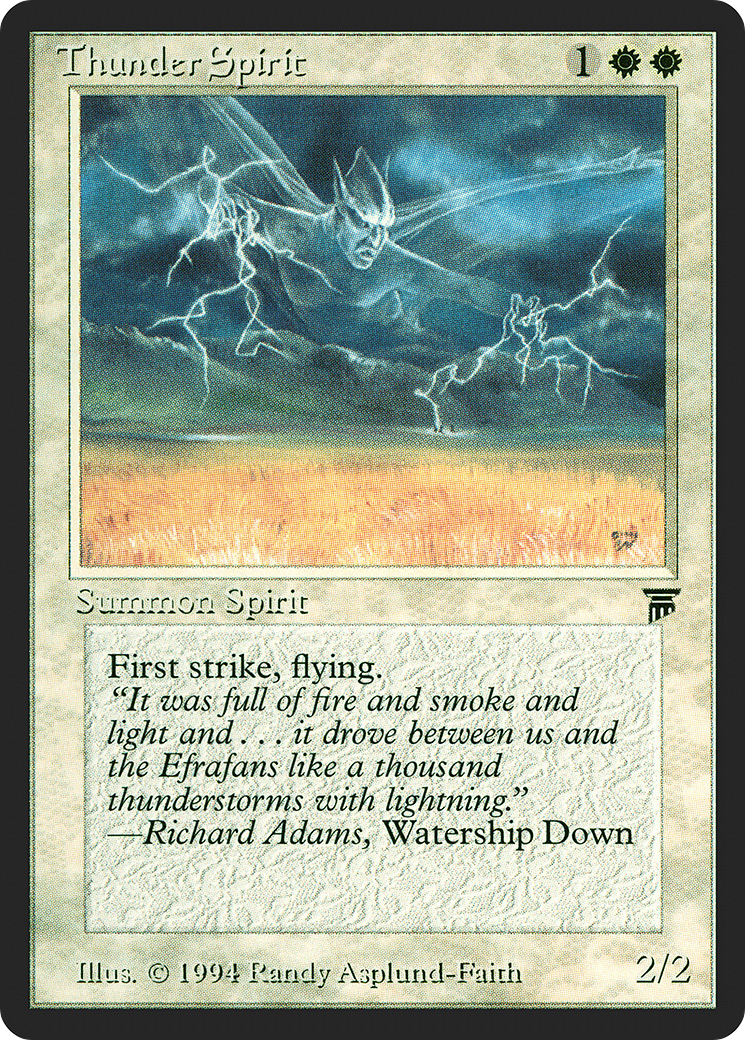 Thunder Spirit 1
Summon Spirit
First strike, flying.
“It was full of fire and smoke and
light and . . . it drove between us and
the Efrafans like a thousand
thunderstorms with lightning.”
—Richard Adams, Watership Down
Illus. © 1994 Randy Asplund-Faith 2/2